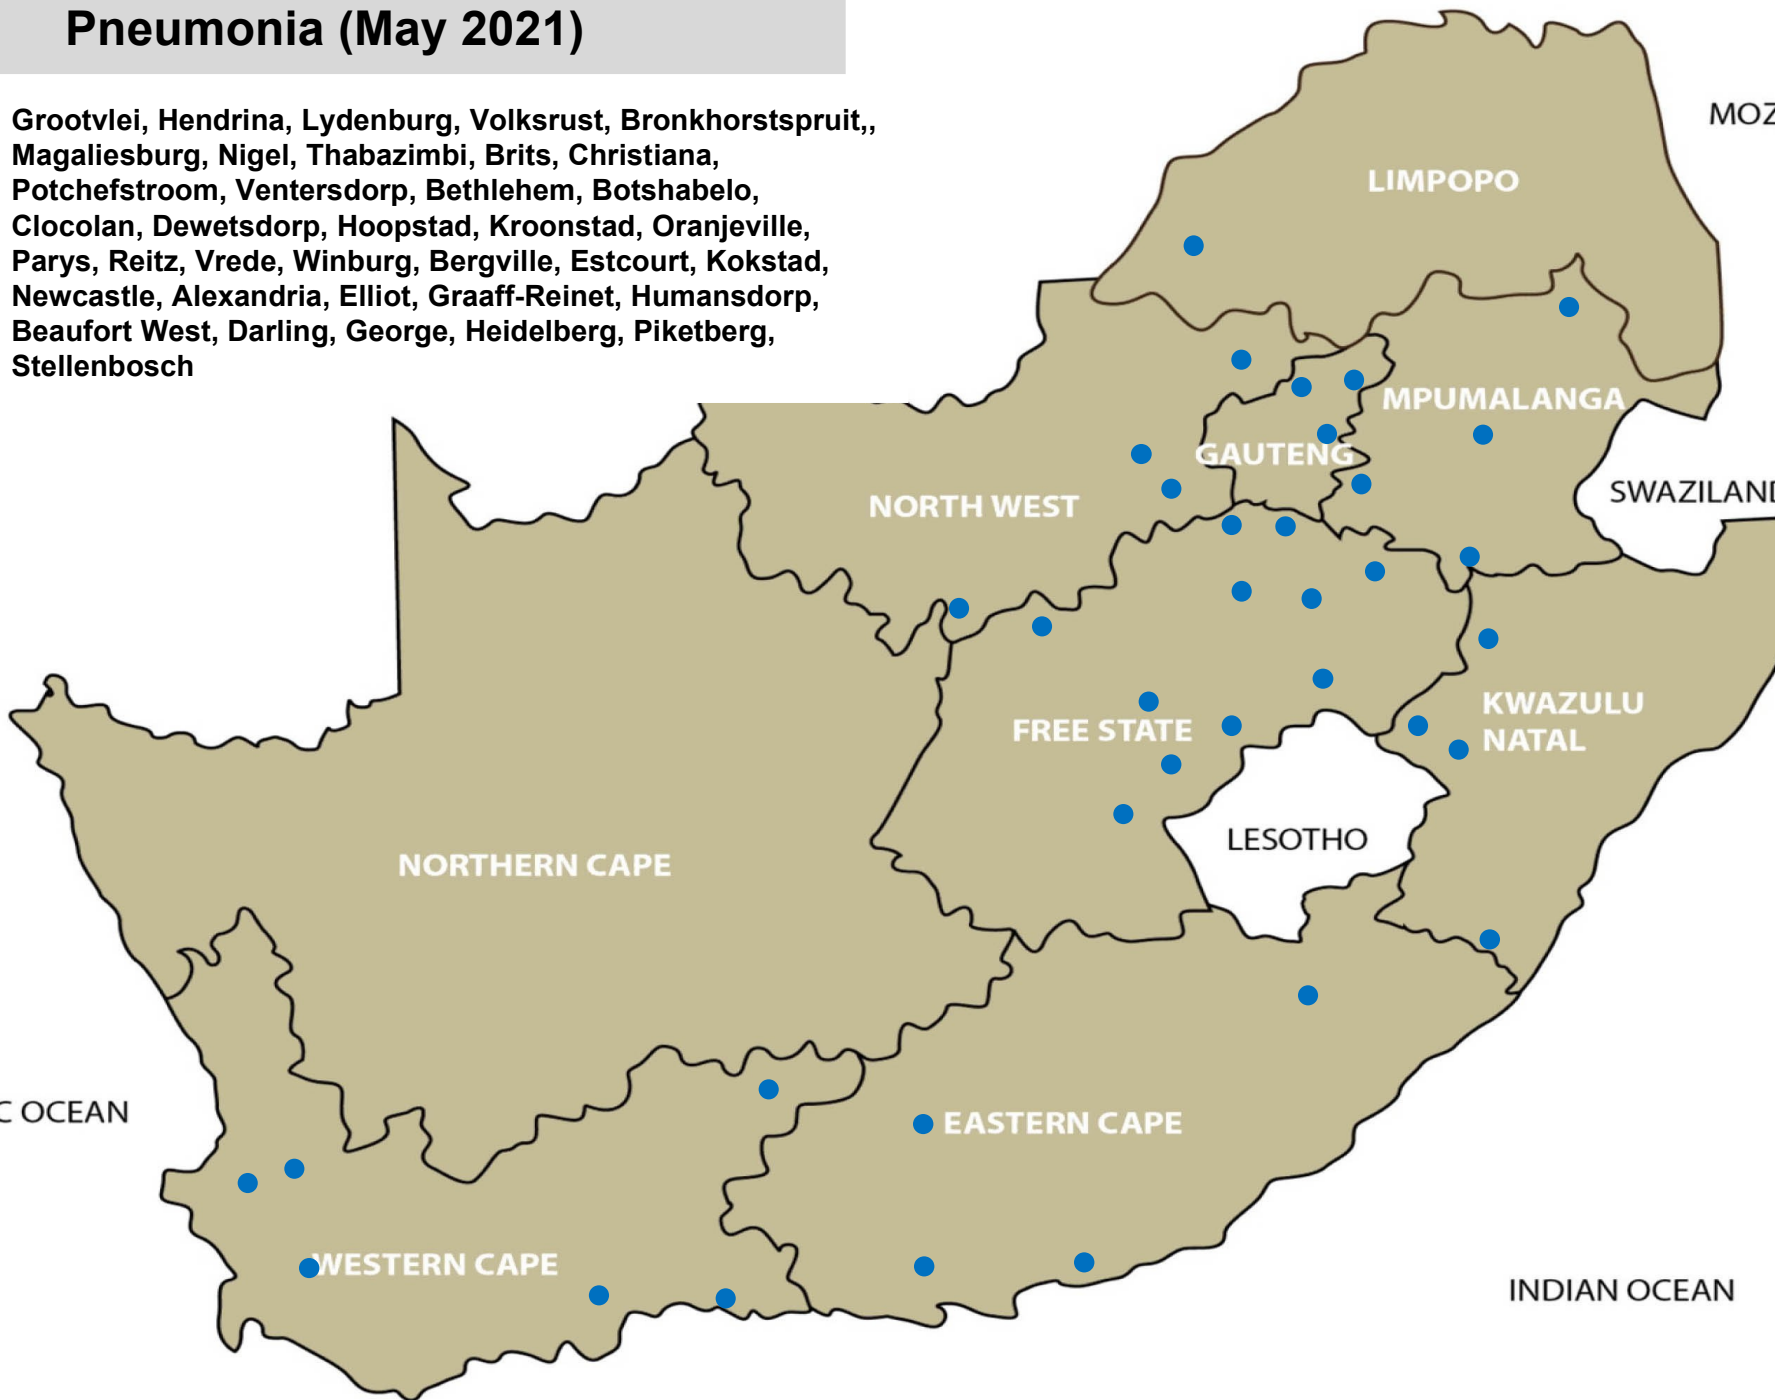 Pneumonia (May 2021)
Grootvlei, Hendrina, Lydenburg, Volksrust, Bronkhorstspruit,,
Magaliesburg, Nigel, Thabazimbi, Brits, Christiana,
Potchefstroom, Ventersdorp, Bethlehem, Botshabelo,
Clocolan, Dewetsdorp, Hoopstad, Kroonstad, Oranjeville,
Parys, Reitz, Vrede, Winburg, Bergville, Estcourt, Kokstad,
Newcastle, Alexandria, Elliot, Graaff-Reinet, Humansdorp,
Beaufort West, Darling, George, Heidelberg, Piketberg,
Stellenbosch
MOZ
LIMPOPO
MPUMALANGA
GAUTENG
SWAZILAND
NORTH WEST
KWAZULU
NATAL
FREE STATE
LESOTHO
NORTHERN CAPE
C OCEAN
EASTERN CAPE
WESTERN CAPE
INDIAN OCEAN